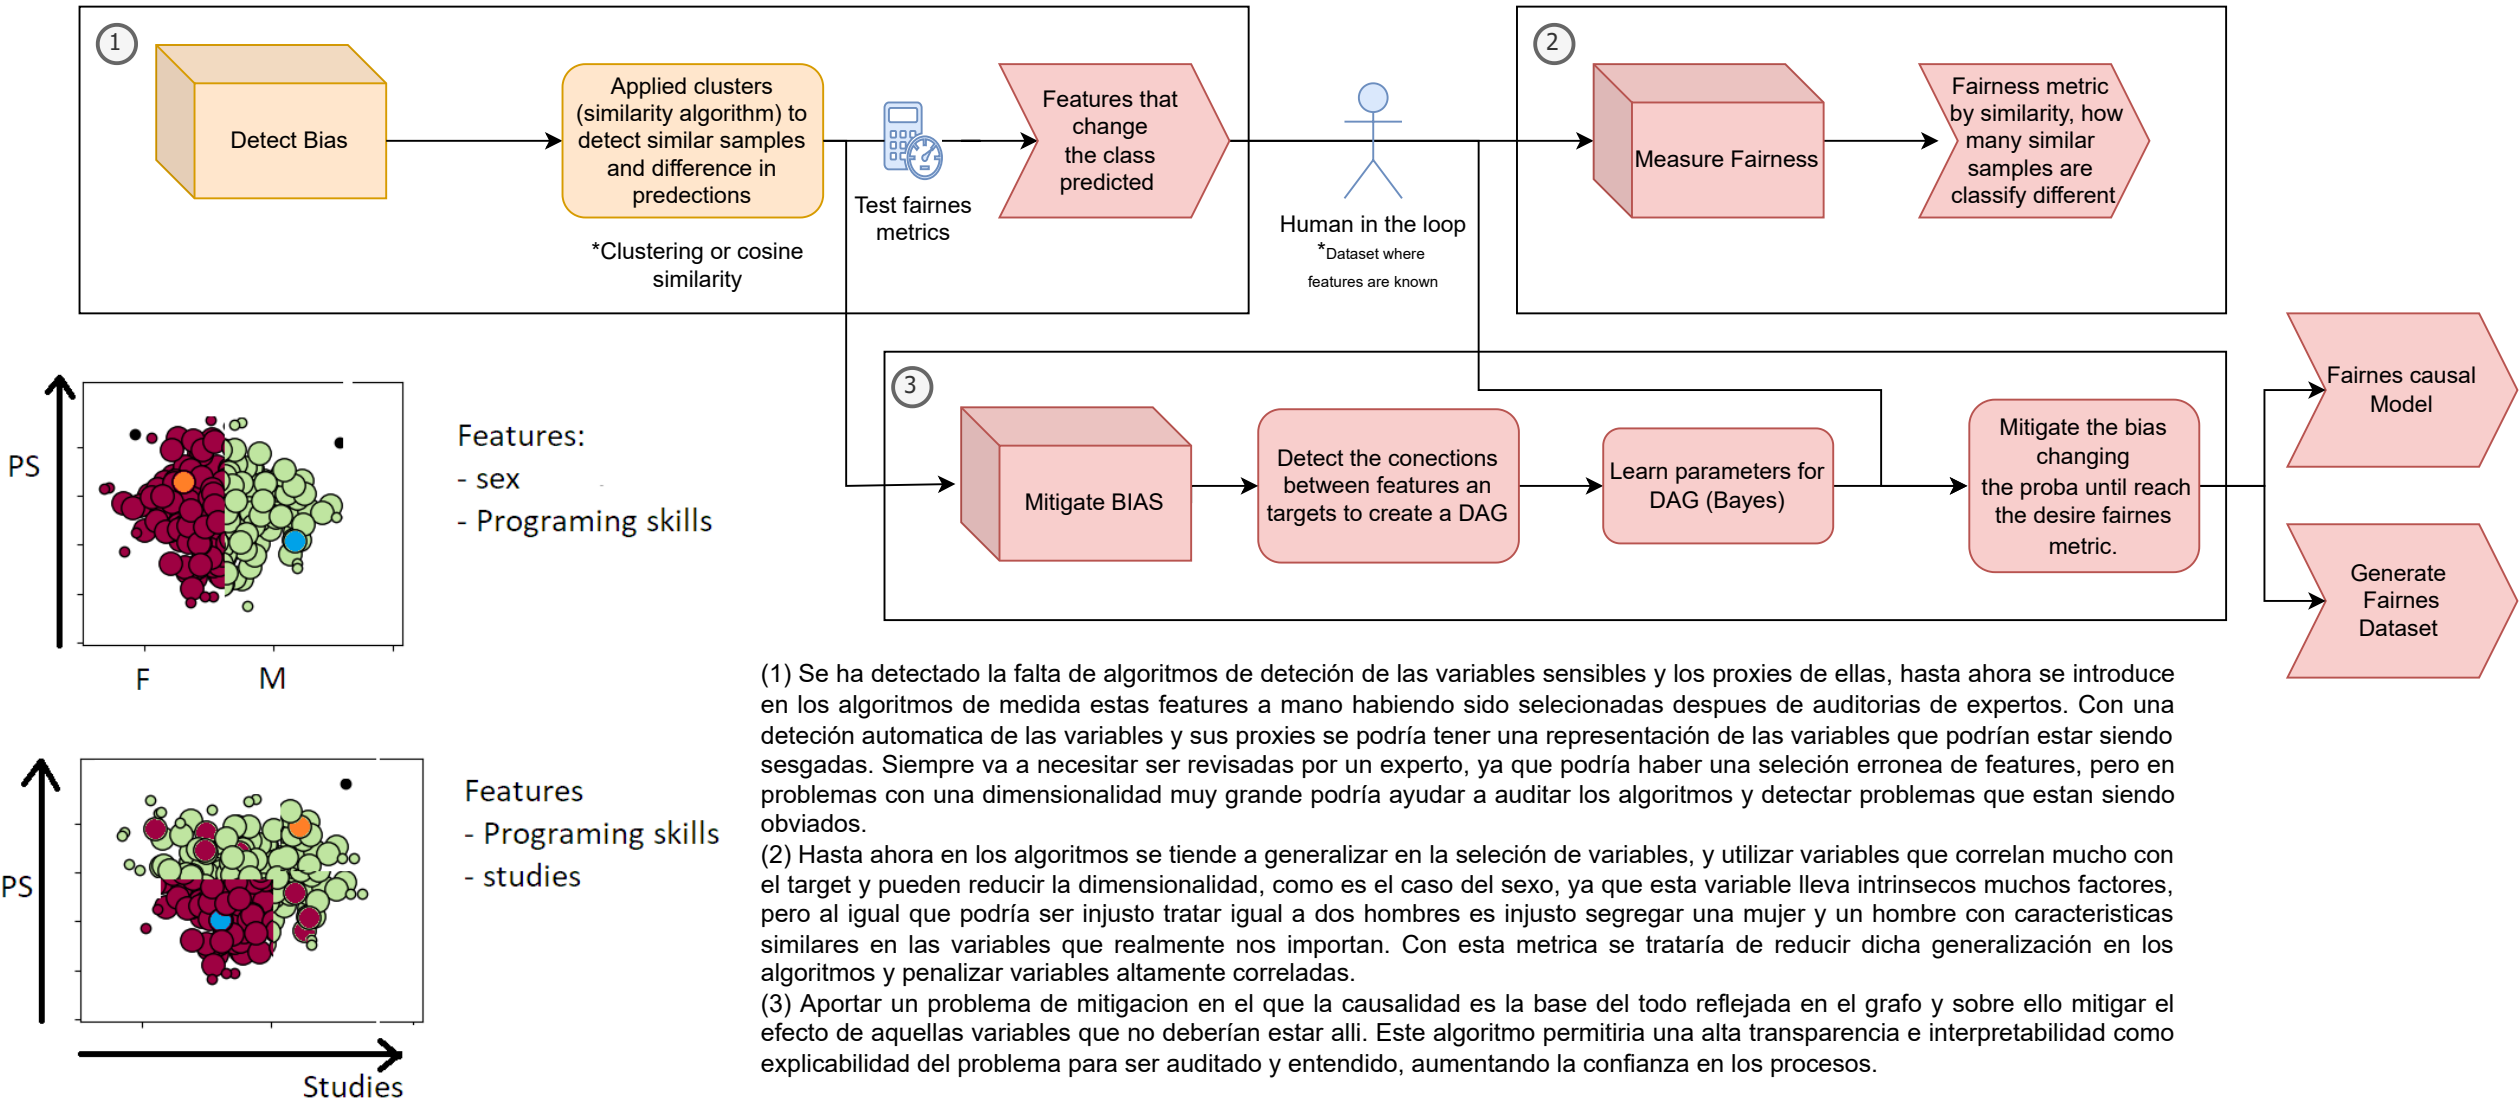 1
Detect Bias
Applied clusters
(similarity algorithm) to
detect similar samples
and difference in
predections
*Clustering or cosine
similarity
Test fairnes
metrics
Features that
change
the class
predicted
Human in the loop
*Dataset where
features are known
2
Measure Fairness
Fairness metric
by similarity, how
many similar
samples are
classify different
3
Mitigate BIAS
Detect the conections
between features an
targets to create a DAG
Learn parameters for
DAG (Bayes)
Mitigate the bias
changing
the proba until reach
the desire fairnes
metric.
Fairnes causal
Model
Generate
Fairnes
Dataset
PS
F M
Features:
- sex
- Programing skills
PS
Studies
Features
- Programing skills
- studies
(1) Se ha detectado la falta de algoritmos de deteción de las variables sensibles y los proxies de ellas, hasta ahora se introduce
en los algoritmos de medida estas features a mano habiendo sido selecionadas despues de auditorias de expertos. Con una
deteción automatica de las variables y sus proxies se podría tener una representación de las variables que podrían estar siendo
sesgadas. Siempre va a necesitar ser revisadas por un experto, ya que podría haber una seleción erronea de features, pero en
problemas con una dimensionalidad muy grande podría ayudar a auditar los algoritmos y detectar problemas que estan siendo
obviados.
(2) Hasta ahora en los algoritmos se tiende a generalizar en la seleción de variables, y utilizar variables que correlan mucho con
el target y pueden reducir la dimensionalidad, como es el caso del sexo, ya que esta variable lleva intrinsecos muchos factores,
pero al igual que podría ser injusto tratar igual a dos hombres es injusto segregar una mujer y un hombre con caracteristicas
similares en las variables que realmente nos importan. Con esta metrica se trataría de reducir dicha generalización en los
algoritmos y penalizar variables altamente correladas.
(3) Aportar un problema de mitigacion en el que la causalidad es la base del todo reflejada en el grafo y sobre ello mitigar el
efecto de aquellas variables que no deberían estar alli. Este algoritmo permitiria una alta transparencia e interpretabilidad como
explicabilidad del problema para ser auditado y entendido, aumentando la confianza en los procesos.